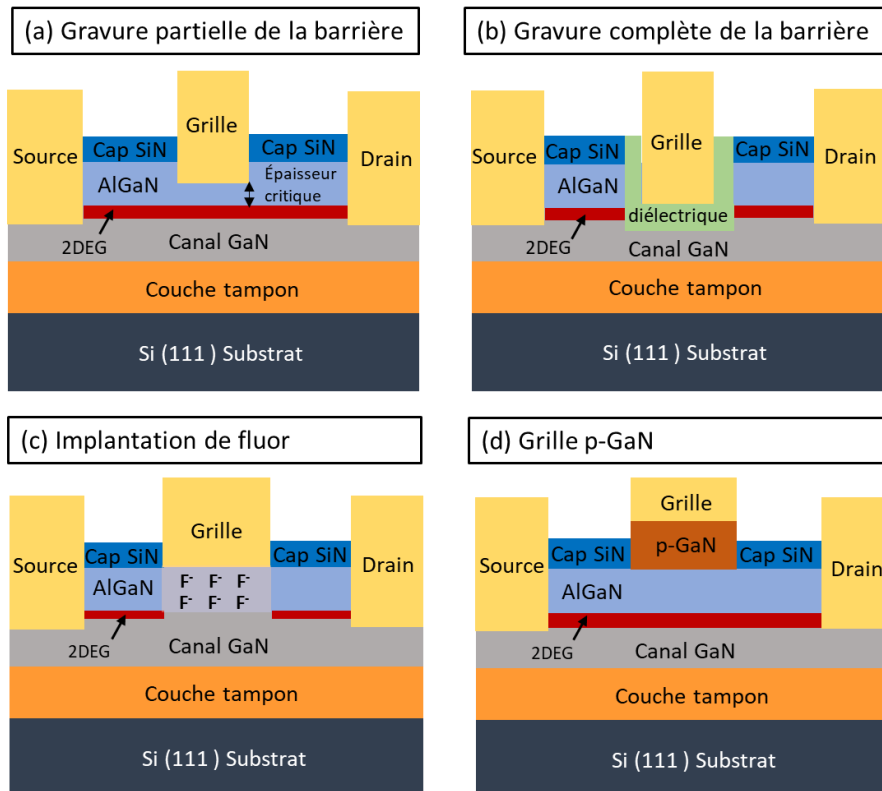 (a) Gravure partielle de la barrière
Grille
Source
Cap SiN
Cap SiN
Drain
AlGaN
Épaisseur
critique
2DEG
Canal GaN
Couche tampon
Si (111 ) Substrat
(b) Gravure complète de la barrière
Grille
Source
Cap SiN
Cap SiN
Drain
AlGaN
diélectrique
2DEG
Canal GaN
Couche tampon
Si (111 ) Substrat
(c) Implantation de fluor
Grille
Source
Cap SiN
Cap SiN
Drain
AlGaN
F- F- F-
F- F- F-
2DEG
Canal GaN
Couche tampon
Si (111 ) Substrat
(d) Grille p-GaN
Grille
p-GaN
Source
Cap SiN
Cap SiN
Drain
AlGaN
2DEG
Canal GaN
Couche tampon
Si (111 ) Substrat